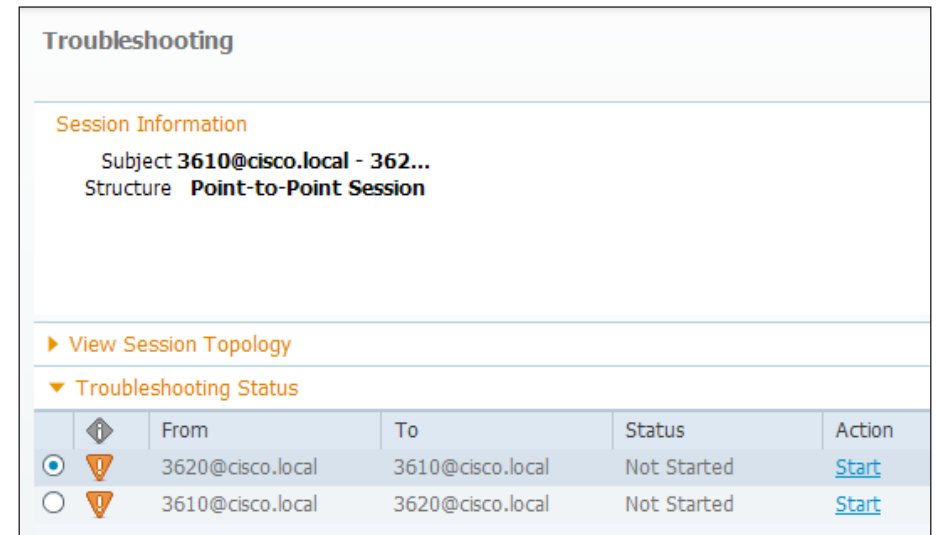 Troubleshooting
Session Information
Subject 3610@cisco.local - 362...
Structure Point-to-Point Session
View Session Topology
Troubleshooting Status
From To Status Action
3620@cisco.local 3610@cisco.local Not Started Start
3610@cisco.local 3620@cisco.local Not Started Start